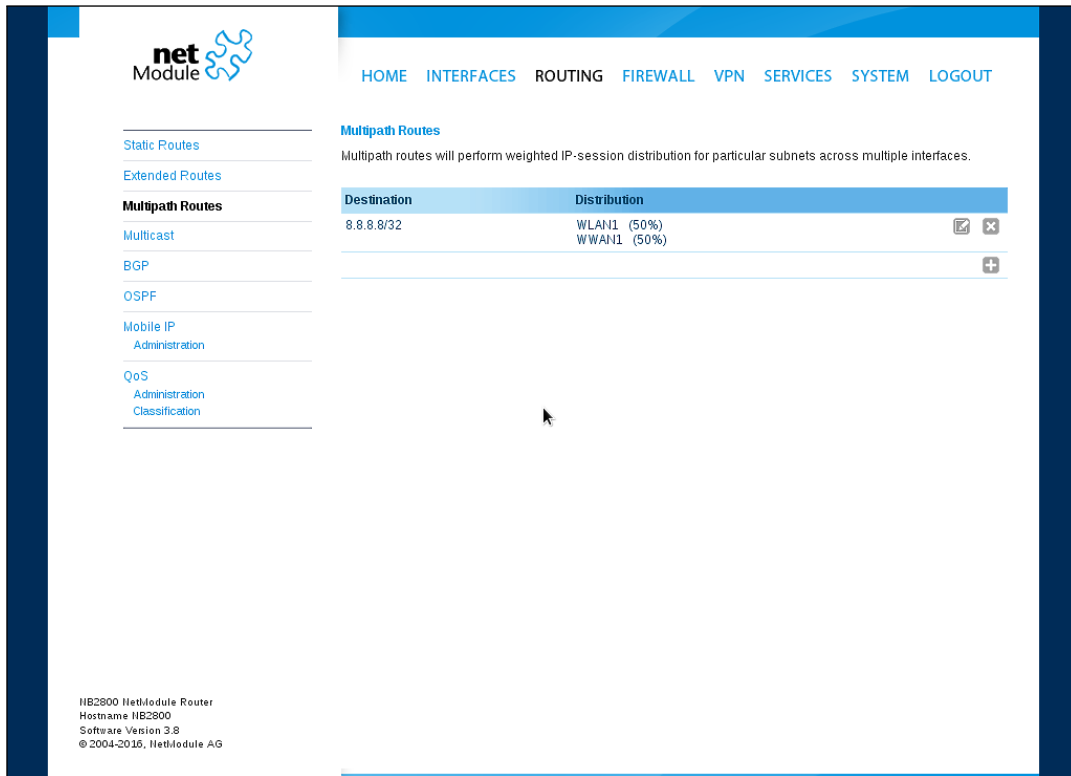 net
Module
HOME INTERFACES ROUTING FIREWALL VPN SERVICES SYSTEM LOGOUT
Static Routes
Extended Routes
Multipath Routes
Multicast
BGP
OSPF
Mobile IP
Administration
QoS
Administration
Classification
Multipath Routes
Multipath routes will perform weighted IP-session distribution for particular subnets across multiple interfaces.
Destination Distribution
8.8.8.8/32 WLAN1 (50%)
WWAN1 (50%)
NB2800 NetModule Router
Hostname NB2800
Software Version 3.8
© 2004-2016, NetModule AG